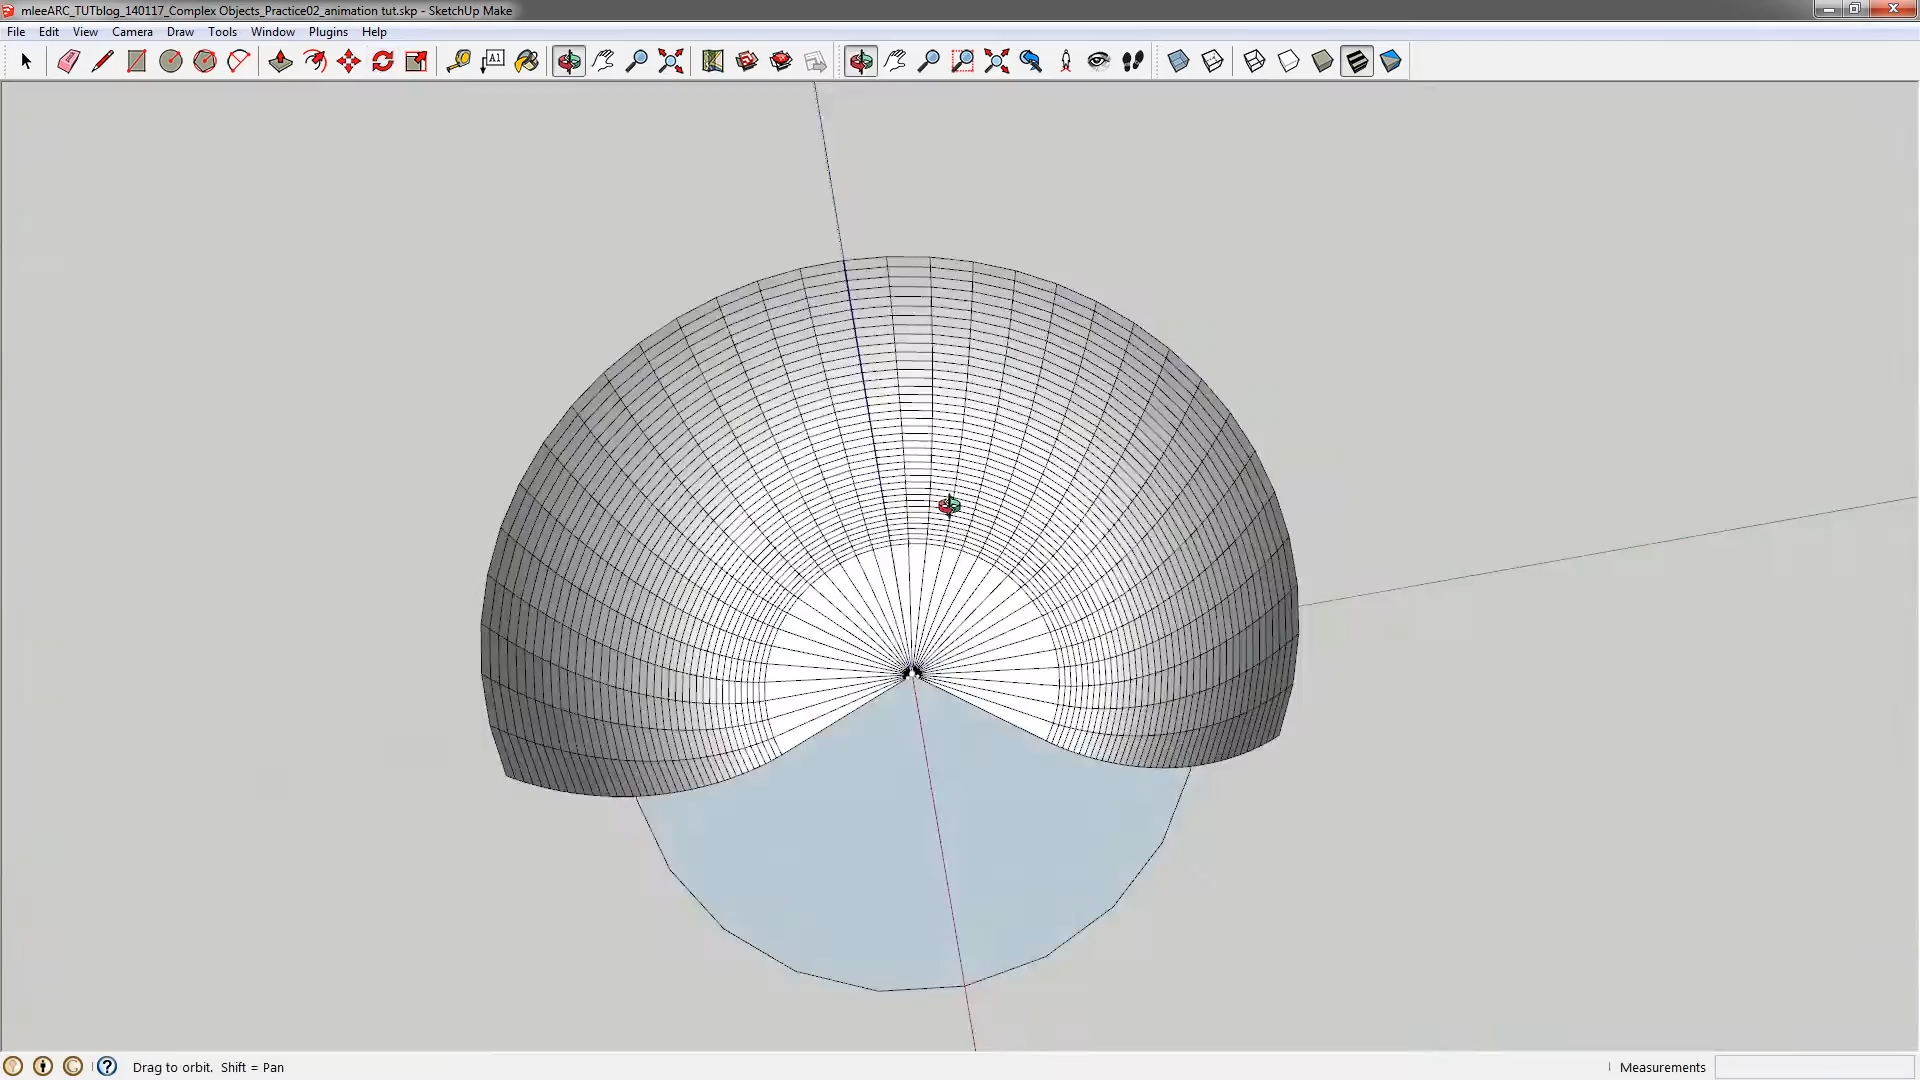 mleeARC_TUTblog_140117_Complex Objects_Practice02_animation tut.skp - SketchUp Make
File Edit View Camera Draw Tools Window Plugins Help
A1
Drag to orbit. Shift = Pan
Measurements